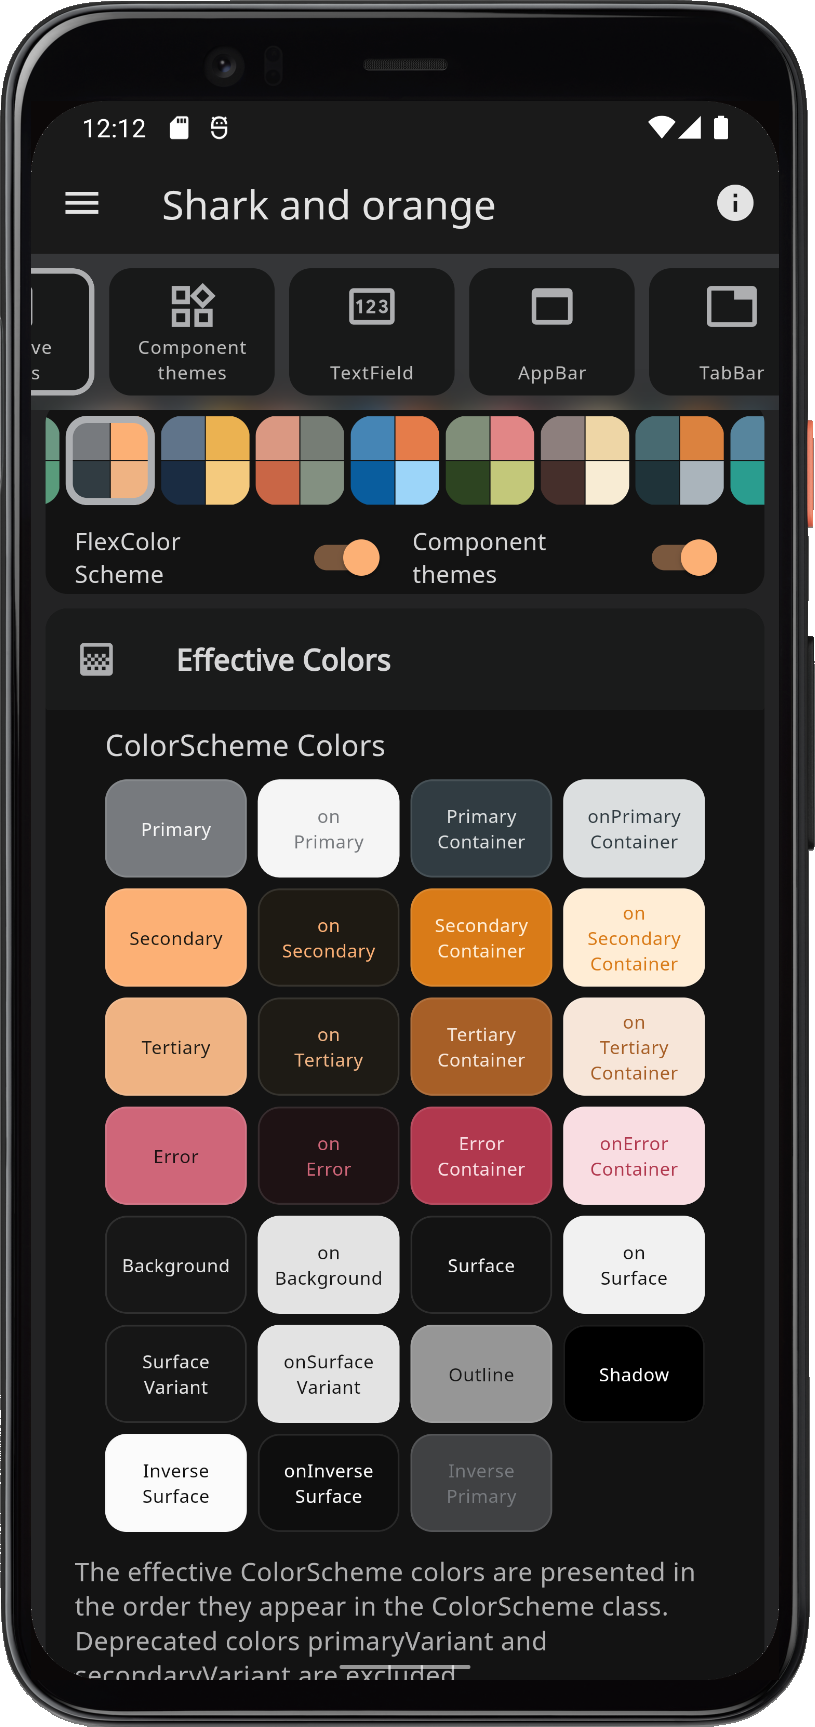 12:12
Shark and orange
ve
s
Component
themes
123
TextField
AppBar
TabBar
FlexColor
Scheme
Component
themes
Effective Colors
ColorScheme Colors
Primary
on
Primary
Primary
Container
onPrimary
Container
Secondary
on
Secondary
Secondary
Container
on
Secondary
Container
Tertiary
on
Tertiary
Tertiary
Container
on
Tertiary
Container
Error
on
Error
Error
Container
onError
Container
Background
on
Background
Surface
on
Surface
Surface
Variant
onSurface
Variant
Outline
Shadow
Inverse
Surface
onInverse
Surface
Inverse
Primary
The effective ColorScheme colors are presented in
the order they appear in the ColorScheme class.
Deprecated colors primaryVariant and
secondaryVariant are excluded